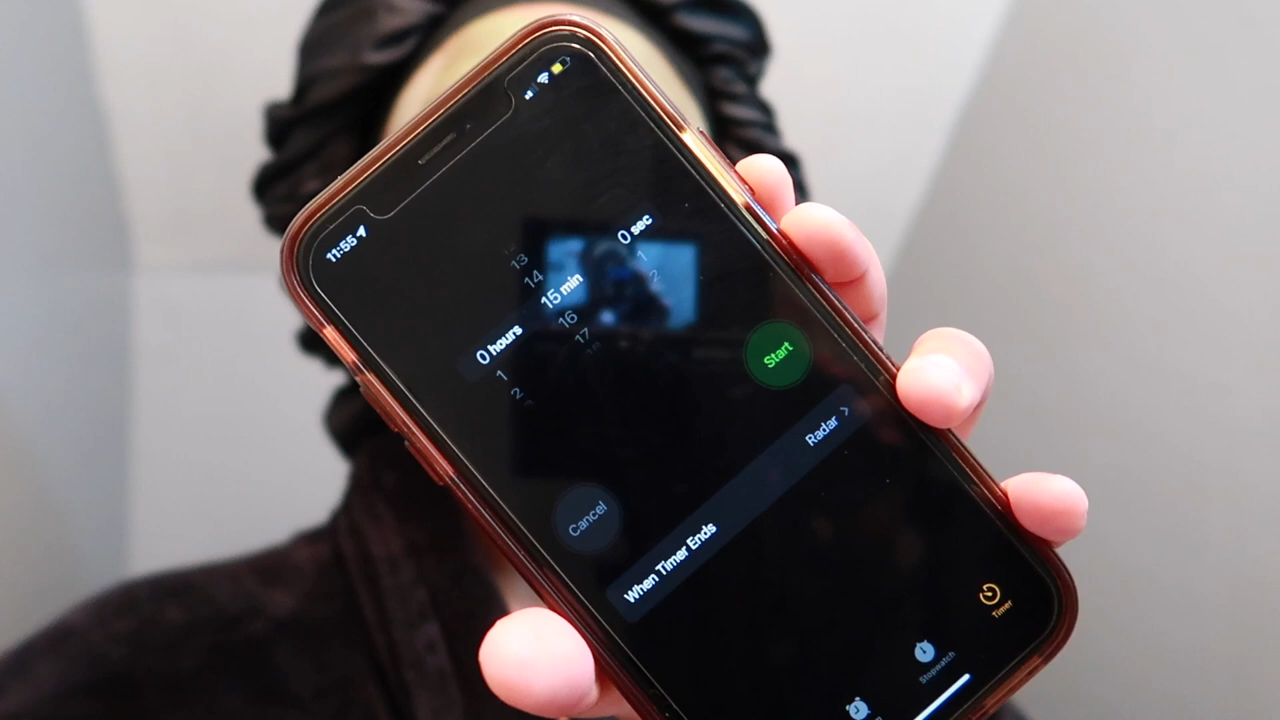 11:55
13
14
0 hours 15 min 0 sec
1 16 1
2 17 2
18
Cancel Start
When Timer Ends Radar
Stopwatch Timer